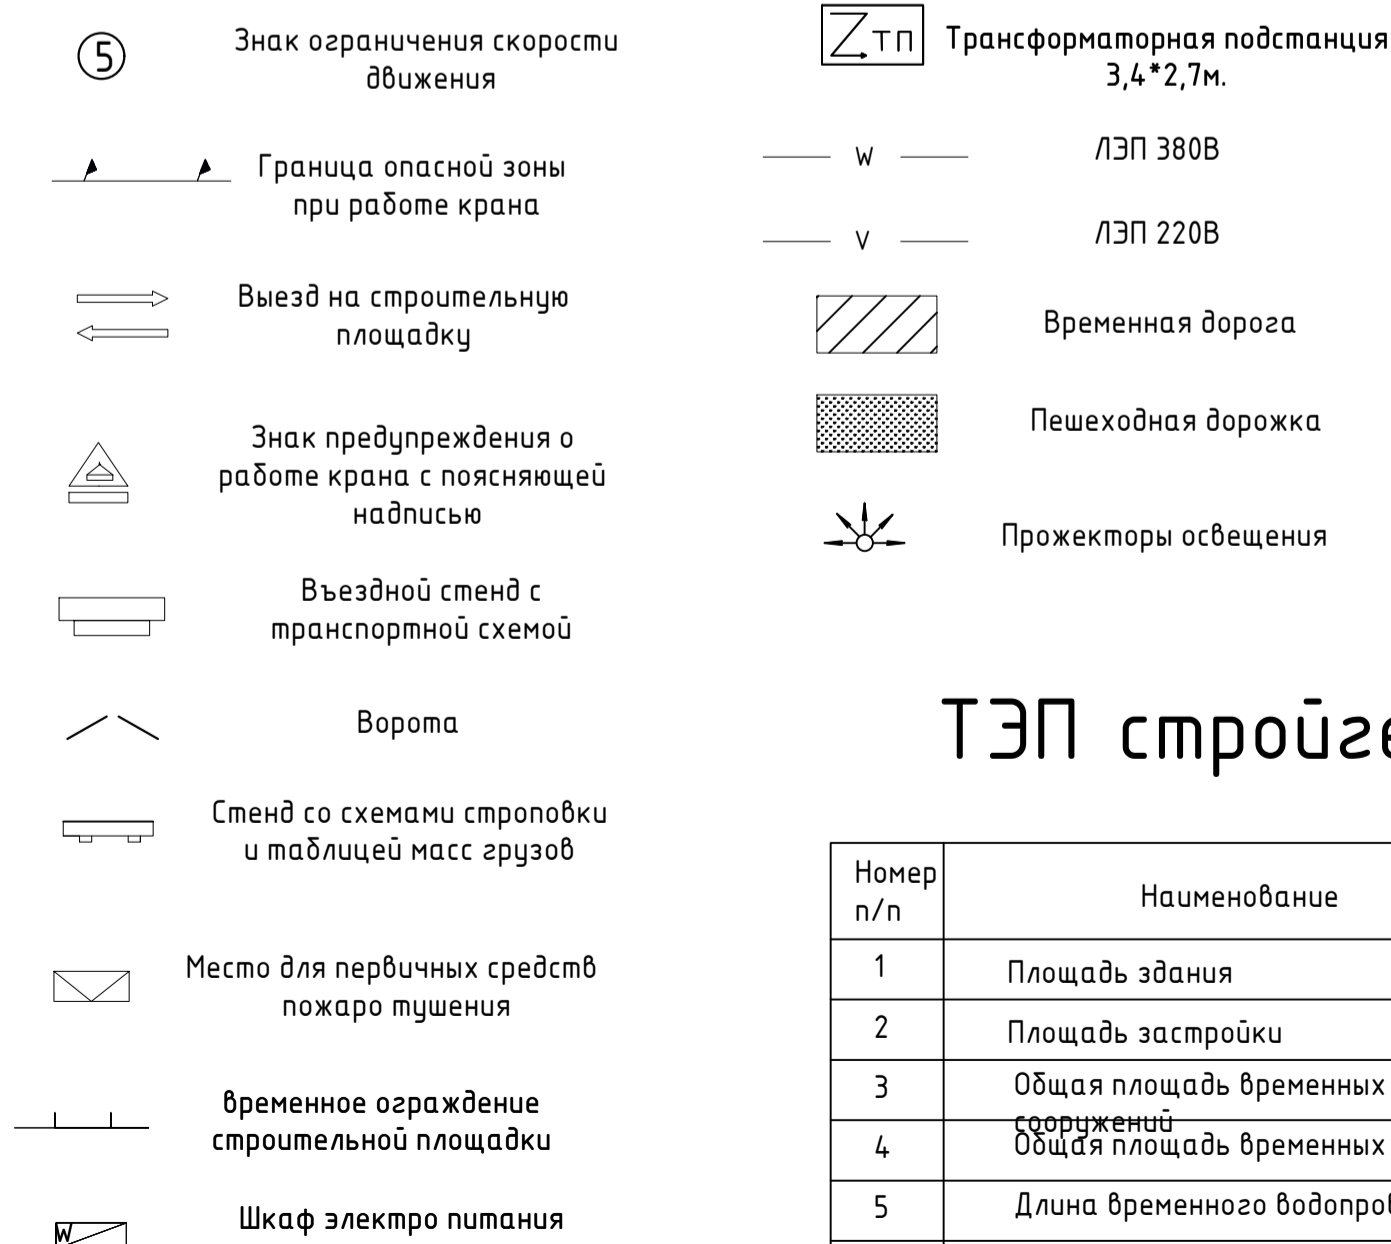 5
Знак ограничения скорости
движения
Граница опасной зоны
при работе крана
Выезд на строительную
площадку
Знак предупреждения о
работе крана с поясняющей
надписью
Въездной стенд с
транспортной схемой
Ворота
Стенд со схемами строповки
и таблицей масс грузов
Место для первичных средств
пожаро тушения
временное ограждение
строительной площадки
W
Шкаф электро питания
ТП
Трансформаторная подстанция
3,4*2,7м.
W
ЛЭП 380В
V
ЛЭП 220В
Временная дорога
Пешеходная дорожка
Прожекторы освещения
ТЭП стройге
Номер
п/п
Наименование
1
Площадь здания
2
Площадь застройки
3
Общая площадь временных
сооружений
4
Общая площадь временных
5
Длина временного водопров